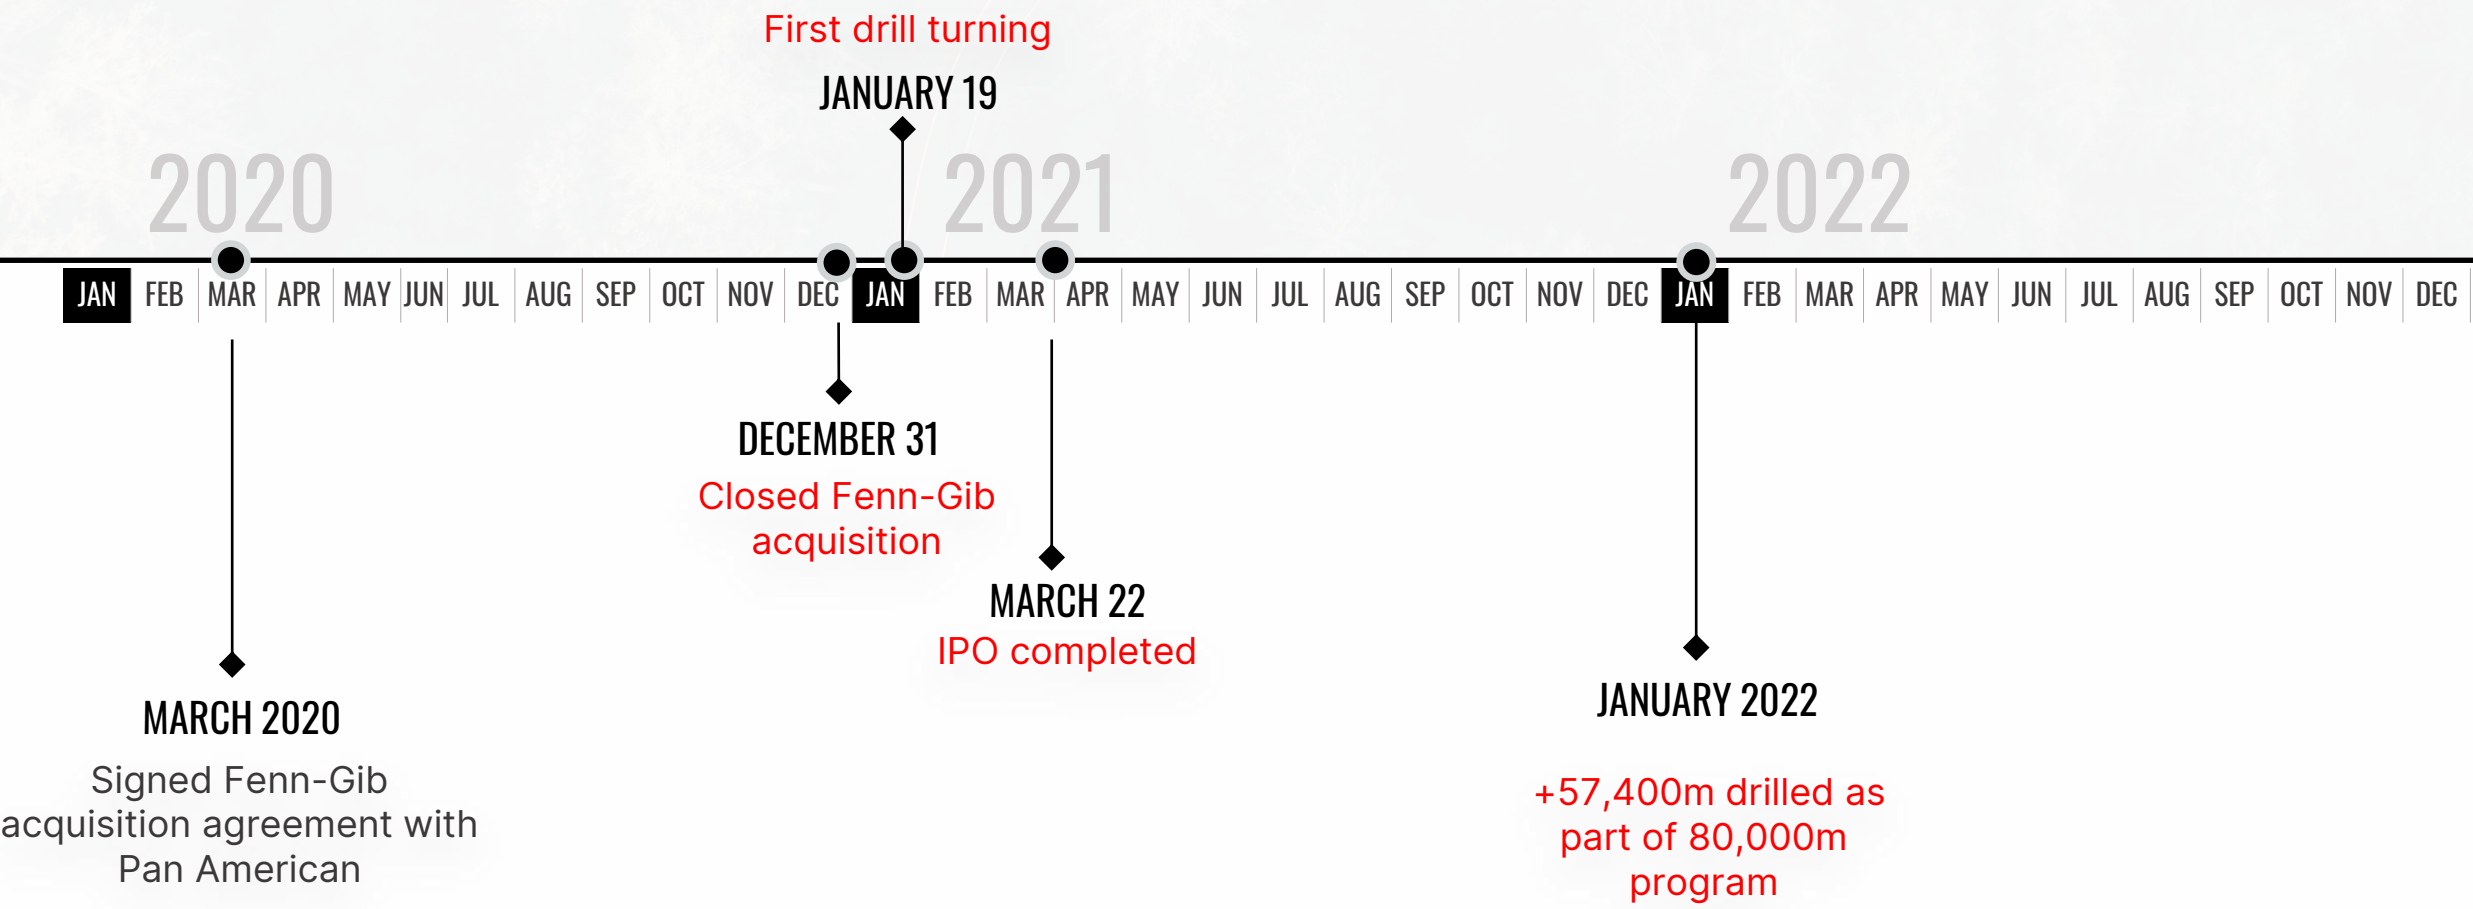 First drill turning
JANUARY 19
2020 2021 2022
JAN FEB MAR APR MAY JUN JUL AUG SEP OCT NOV DEC JAN FEB MAR APR MAY JUN JUL AUG SEP OCT NOV DEC JAN FEB MAR APR MAY JUN JUL AUG SEP OCT NOV DEC
DECEMBER 31
Closed Fenn-Gib
acquisition
MARCH 22
IPO completed
MARCH 2020
Signed Fenn-Gib
acquisition agreement with
Pan American
JANUARY 2022
+57,400m drilled as
part of 80,000m
program